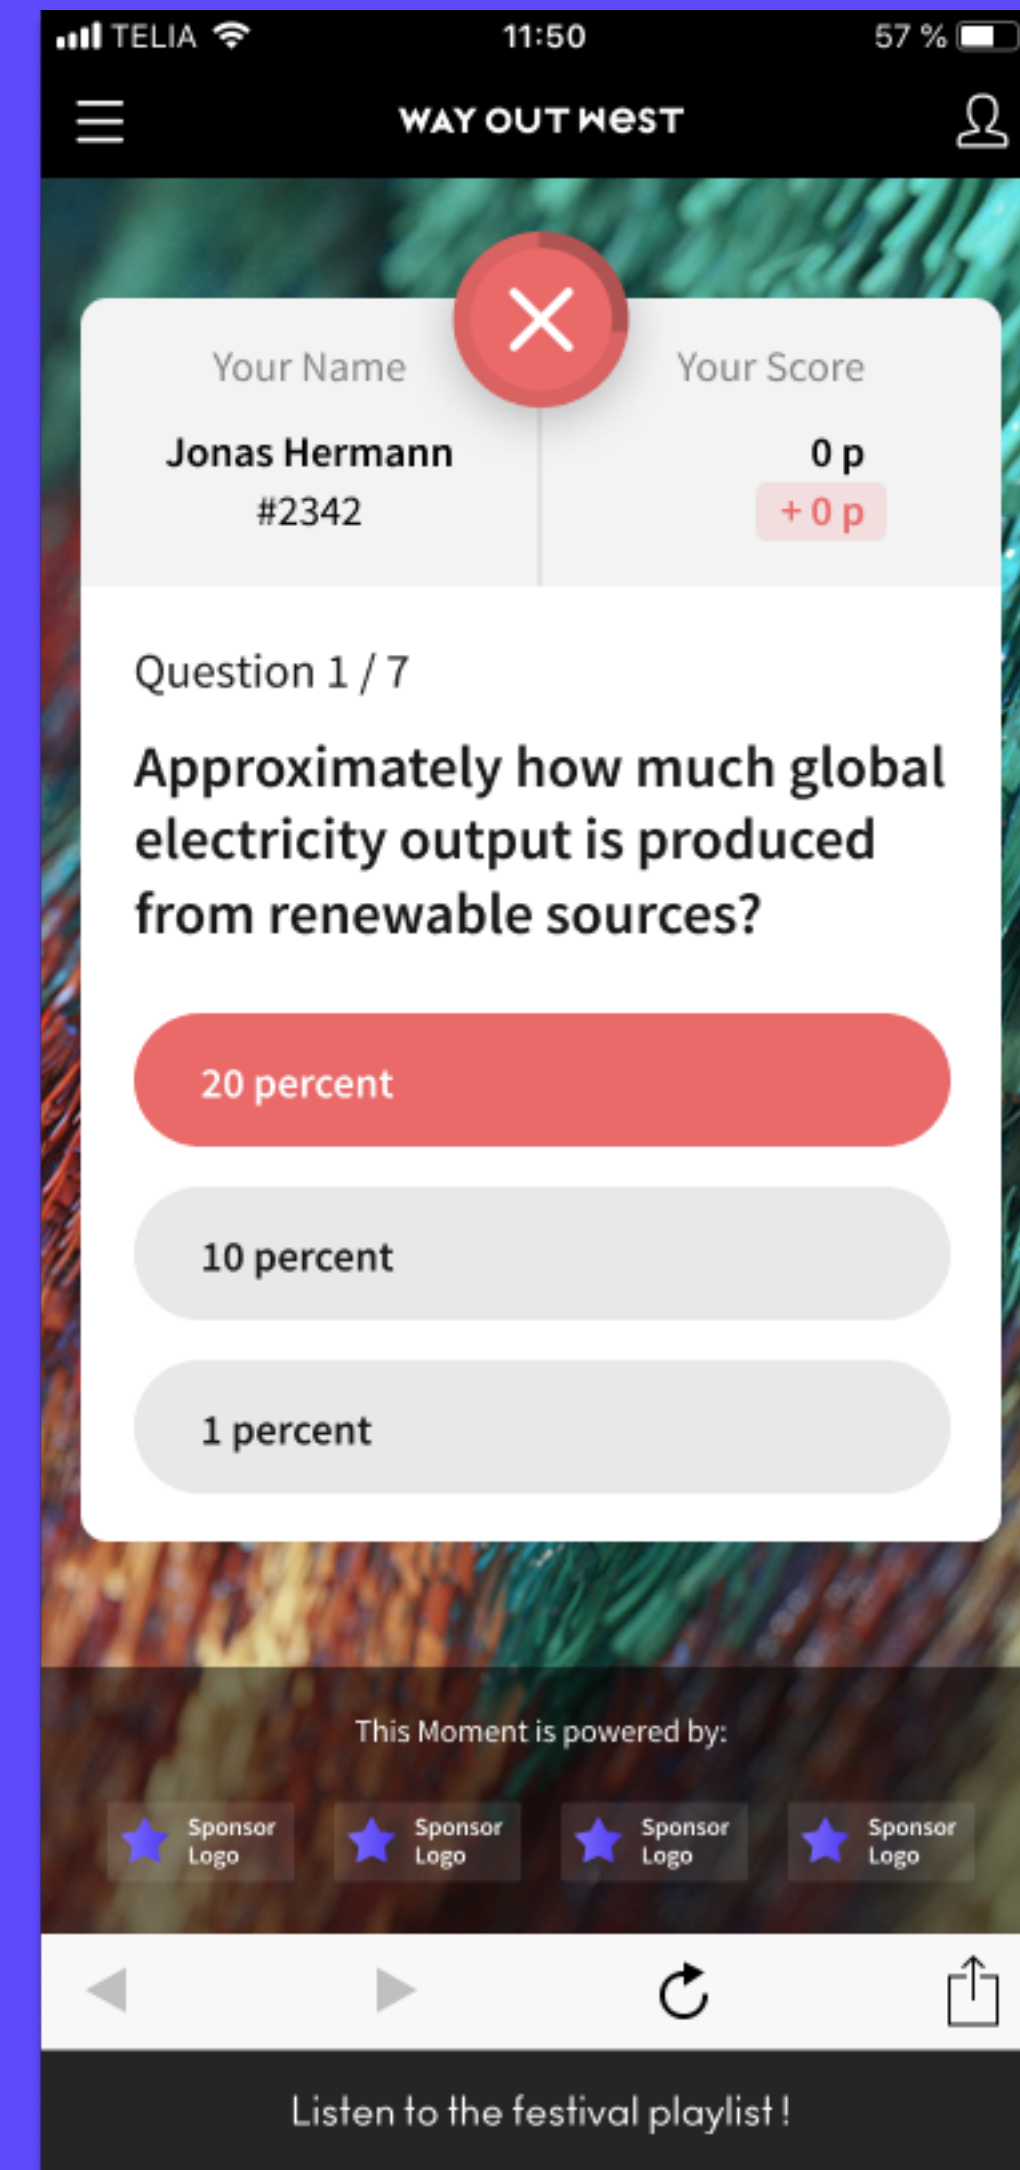 TELIA 11:50 57 %
WAY OUT WEST
Your Name
Your Score
Jonas Hermann
0 p
#2342
+ 0 p
Question 1 / 7
Approximately how much global
electricity output is produced
from renewable sources?
20 percent
10 percent
1 percent
This Moment is powered by:
Sponsor
Logo
Sponsor
Logo
Sponsor
Logo
Sponsor
Logo
Listen to the festival playlist !